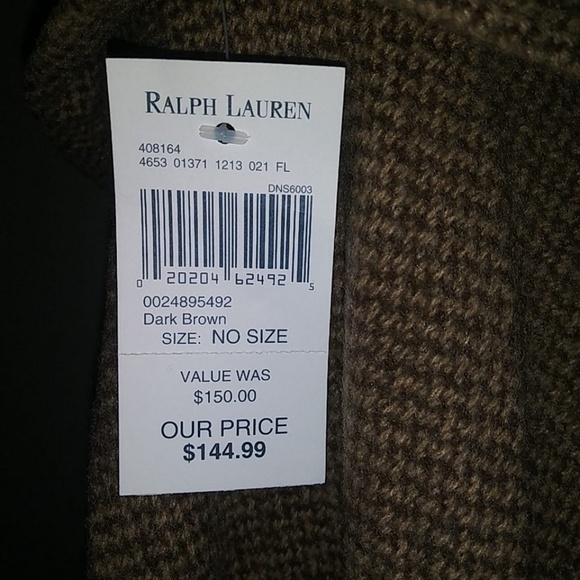 RALPH LAUREN
408164
4653 01371 1213 021 FL
DNS6003
0 20204 62492 5
0024895492
Dark Brown
SIZE: NO SIZE
VALUE WAS
$150.00
OUR PRICE
$144.99